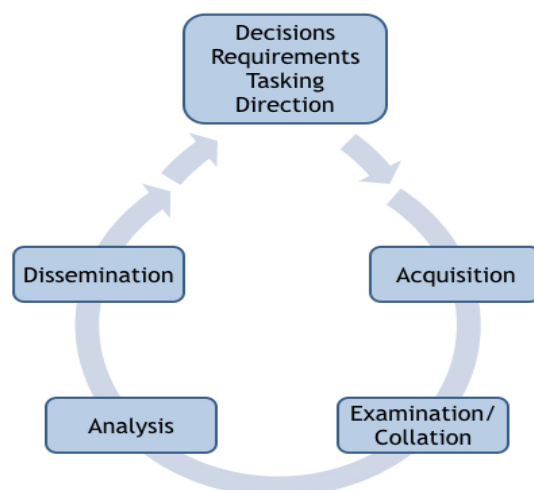 Decisions
Requirements
Tasking
Direction
Dissemination
Acquisition
Analysis
Examination/
Collation